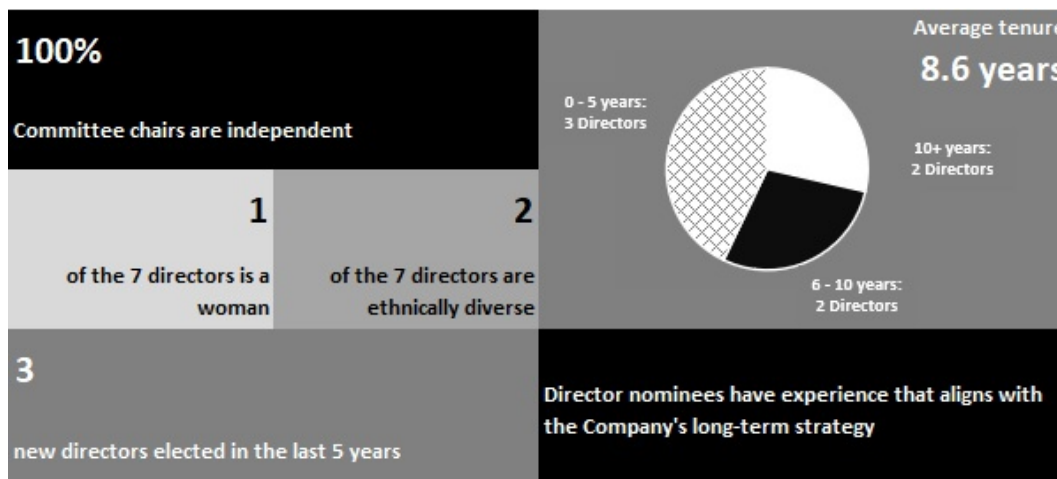 100%
Committee chairs are independent
1
of the 7 directors is a
woman
2
of the 7 directors are
ethnically diverse
3
new directors elected in the last 5 years
Average tenure
8.6 years
0 - 5 years:
3 Directors
10+ years:
2 Directors
6 - 10 years:
2 Directors
Director nominees have experience that aligns with
the Company's long-term strategy